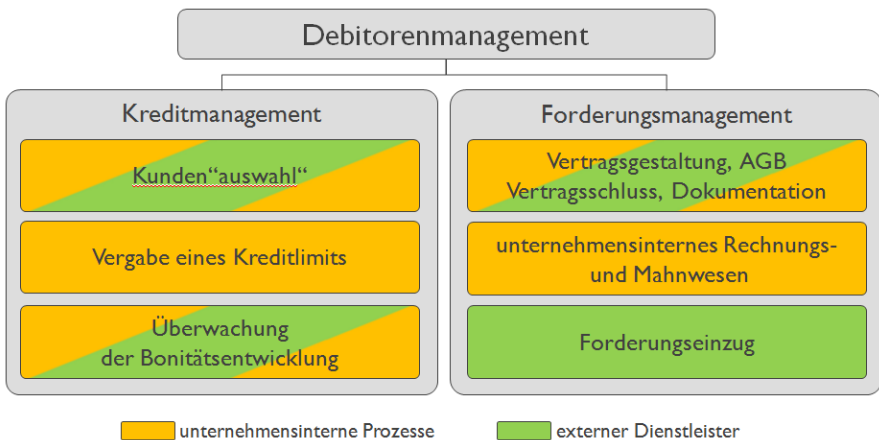 Debitorenmanagement
Kreditmanagement
Kunden“auswahl“
Vergabe eines Kreditlimits
Überwachung
der Bonitätsentwicklung
Forderungsmanagement
Vertragsgestaltung, AGB
Vertragsschluss, Dokumentation
unternehmensinternes Rechnungs-
und Mahnwesen
Forderungseinzug
unternehmensinterne Prozesse
externer Dienstleister